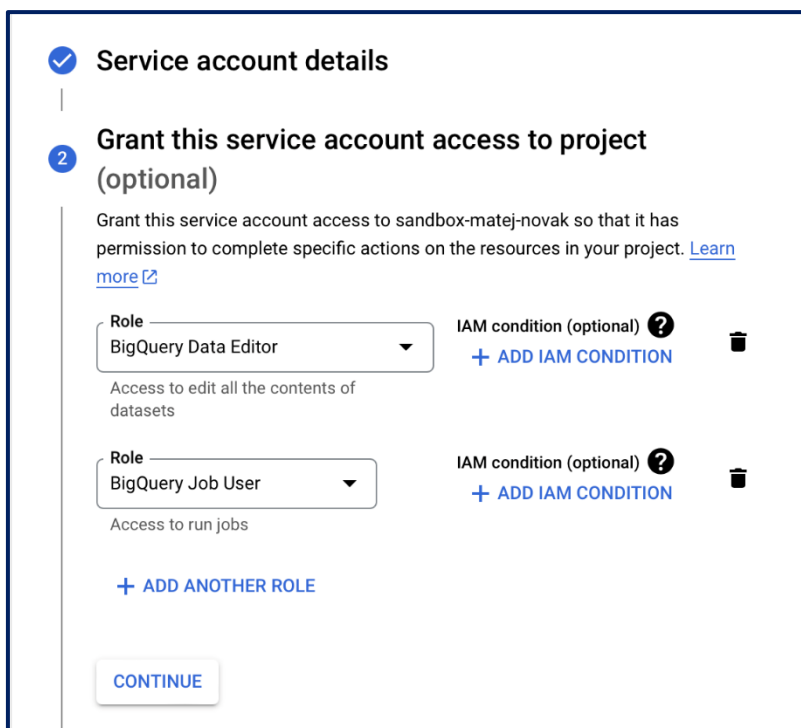 Service account details
2
Grant this service account access to project
(optional)
Grant this service account access to sandbox-matej-novak so that it has
permission to complete specific actions on the resources in your project. Learn
more
Role
BigQuery Data Editor
IAM condition (optional) ?
+ ADD IAM CONDITION
Access to edit all the contents of
datasets
Role
BigQuery Job User
IAM condition (optional) ?
+ ADD IAM CONDITION
Access to run jobs
+ ADD ANOTHER ROLE
CONTINUE